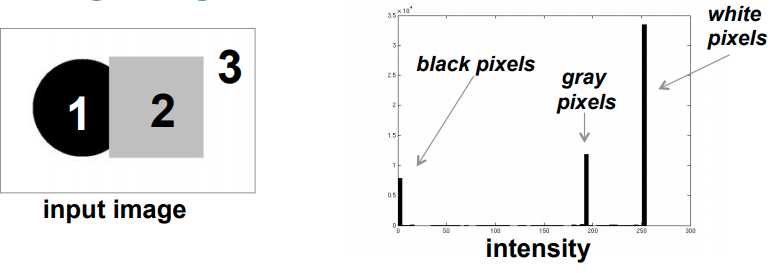 1
2
3
input image
×10⁴
3.5
3
2.5
2
1.5
1
0.5
0
0 50 100 150 200 250 300
black pixels
gray
pixels
white
pixels
intensity